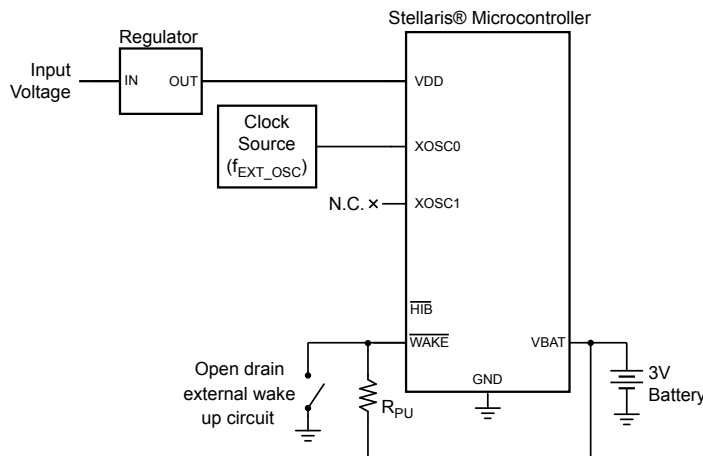 Stellaris® Microcontroller
Regulator
Input
Voltage
IN
OUT
VDD
Clock
Source
(fEXT_OSC)
XOSC0
N.C.
XOSC1
HIB
WAKE
VBAT
Open drain
external wake
up circuit
RPU
GND
3V
Battery